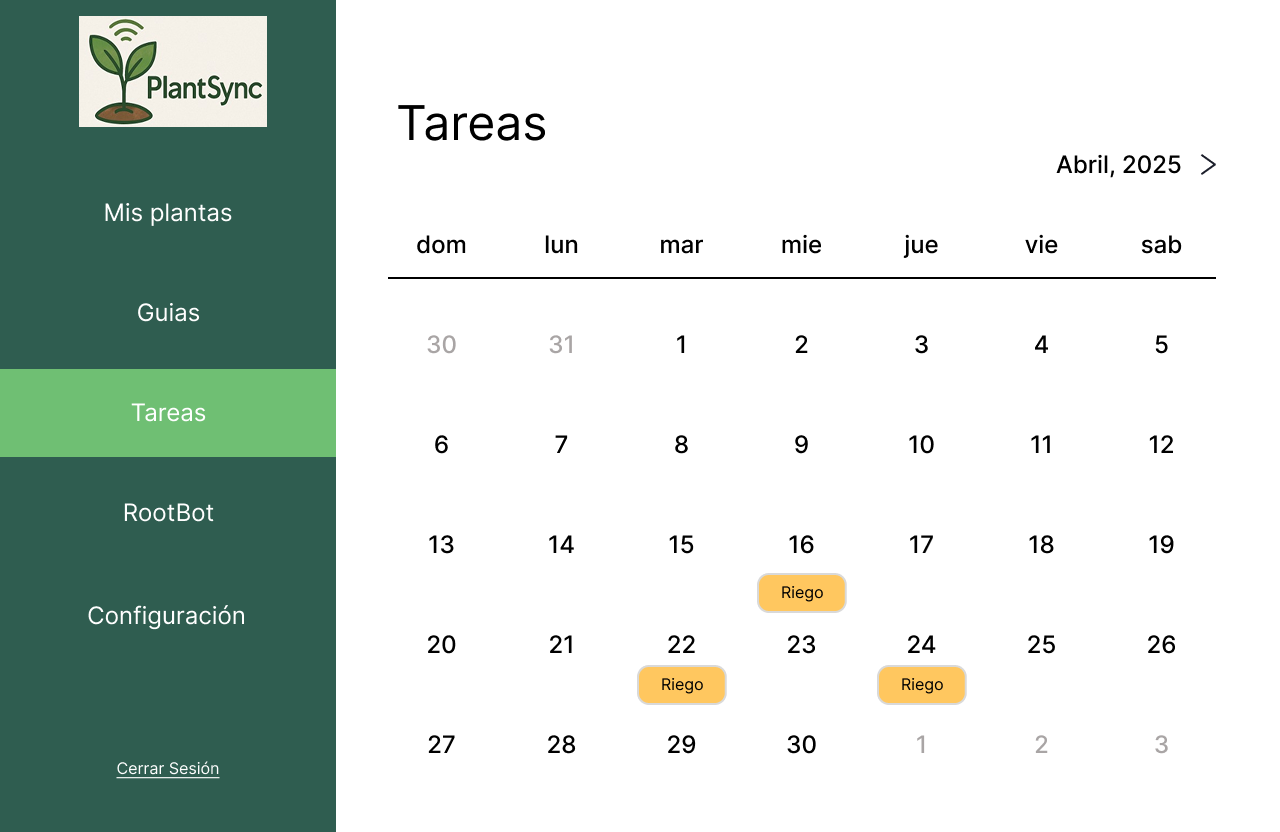 PlantSync
Mis plantas
Guias
Tareas
RootBot
Configuración
Cerrar Sesión
Tareas
Abril, 2025 >
dom lun mar mie jue vie sab
30 31 1 2 3 4 5
6 7 8 9 10 11 12
13 14 15 16 17 18 19
Riego
20 21 22 23 24 25 26
Riego Riego
27 28 29 30 1 2 3